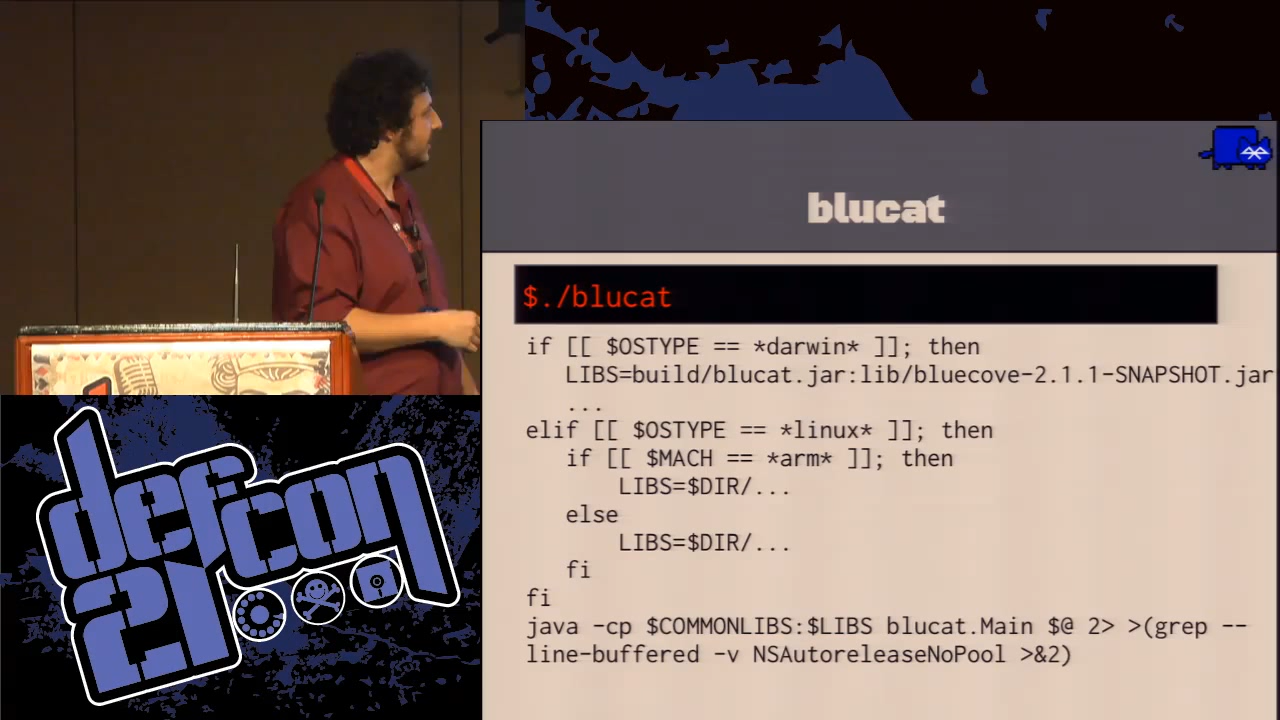 blucat
$./blucat
if [[ $OSTYPE == *darwin* ]]; then
LIBS=build/blucat.jar:lib/bluecove-2.1.1-SNAPSHOT.jar
...
elif [[ $OSTYPE == *linux* ]]; then
if [[ $MACH == *arm* ]]; then
LIBS=$DIR/...
else
LIBS=$DIR/...
fi
fi
java -cp $COMMONLIBS:$LIBS blucat.Main $@ 2> >(grep --
line-buffered -v NSAutoreleaseNoPool >&2)
defcon
21